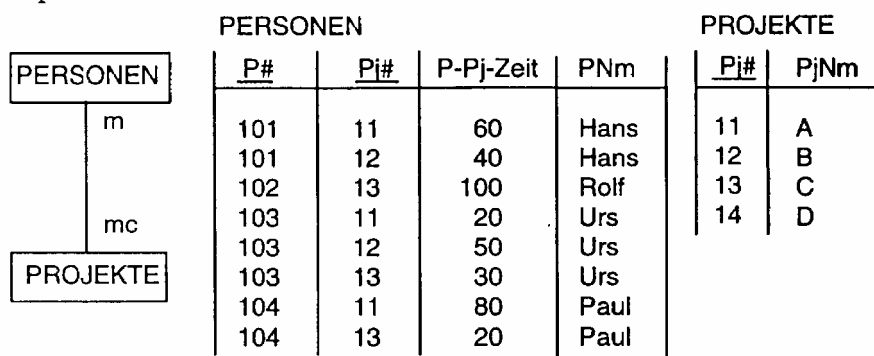 PERSONEN PROJEKTE
PERSONEN P# Pj# P-Pj-Zeit PNm Pj# PjNm
m 101 11 60 Hans 11 A
101 12 40 Hans 12 B
102 13 100 Rolf 13 C
mc 103 11 20 Urs 14 D
103 12 50 Urs
PROJEKTE 103 13 30 Urs
104 11 80 Paul
104 13 20 Paul